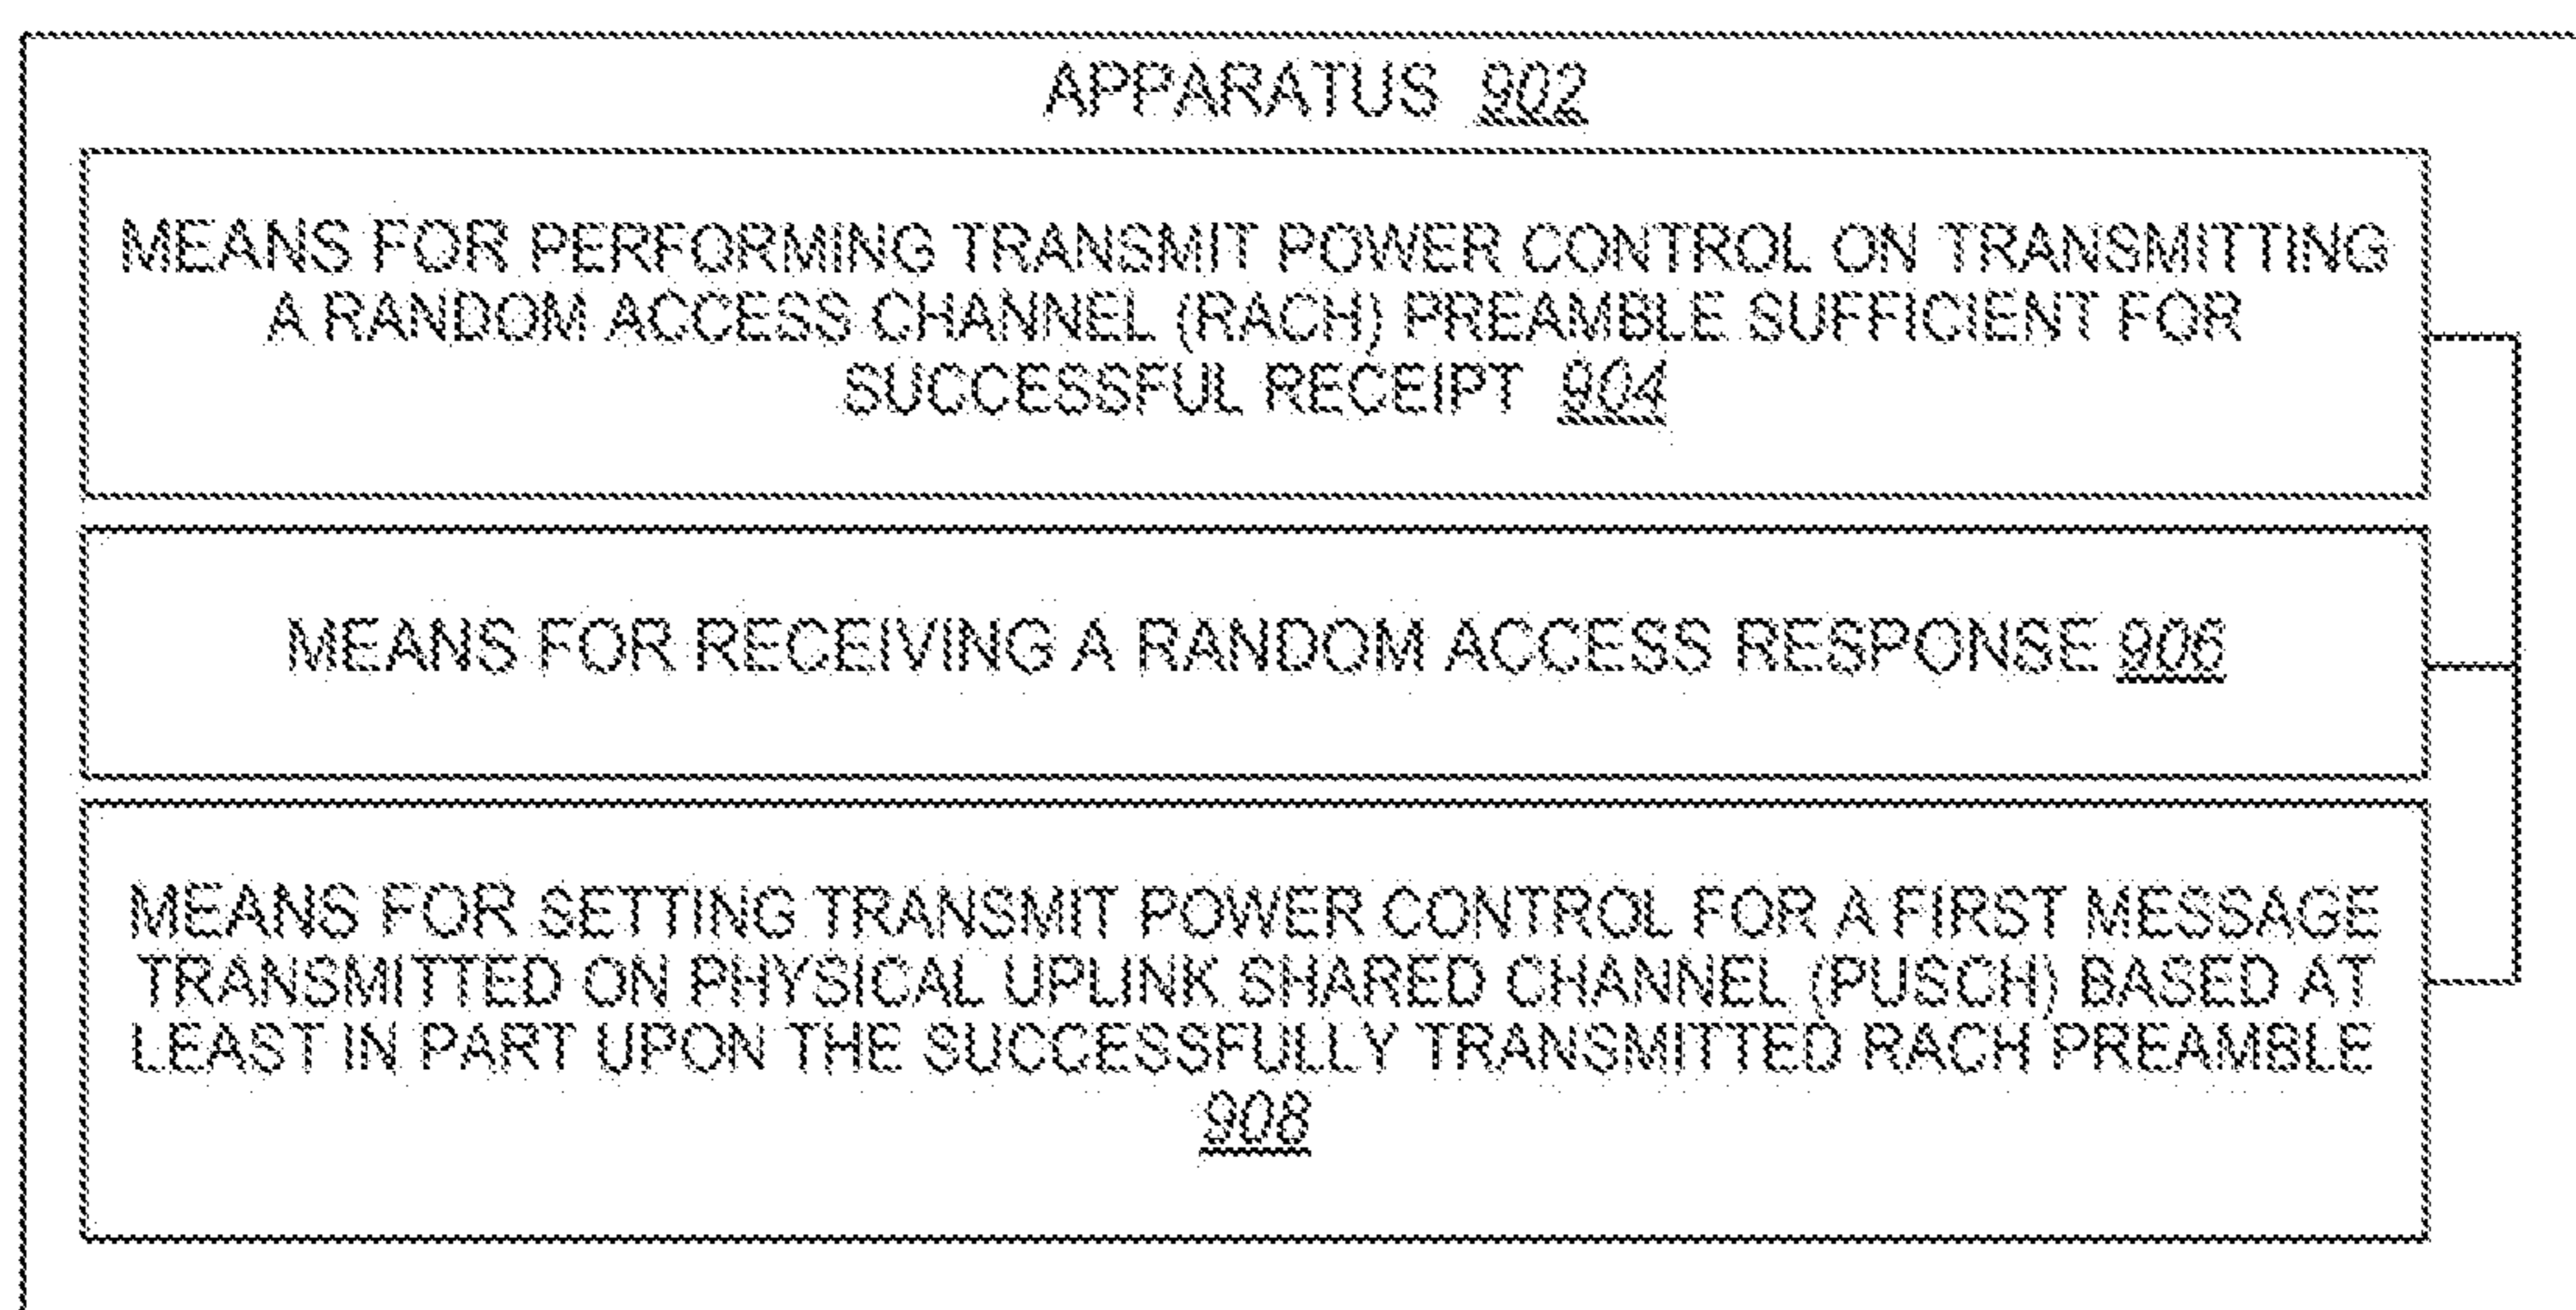 APPARATUS 902
MEANS FOR PERFORMING TRANSMIT POWER CONTROL ON TRANSMITTING
A RANDOM ACCESS CHANNEL (RACH) PREAMBLE SUFFICIENT FOR
SUCCESSFUL RECEIPT 904
MEANS FOR RECEIVING A RANDOM ACCESS RESPONSE 906
MEANS FOR SETTING TRANSMIT POWER CONTROL FOR A FIRST MESSAGE
TRANSMITTED ON PHYSICAL UPLINK SHARED CHANNEL (PUSCH) BASED AT
LEAST IN PART UPON THE SUCCESSFULLY TRANSMITTED RACH PREAMBLE
908